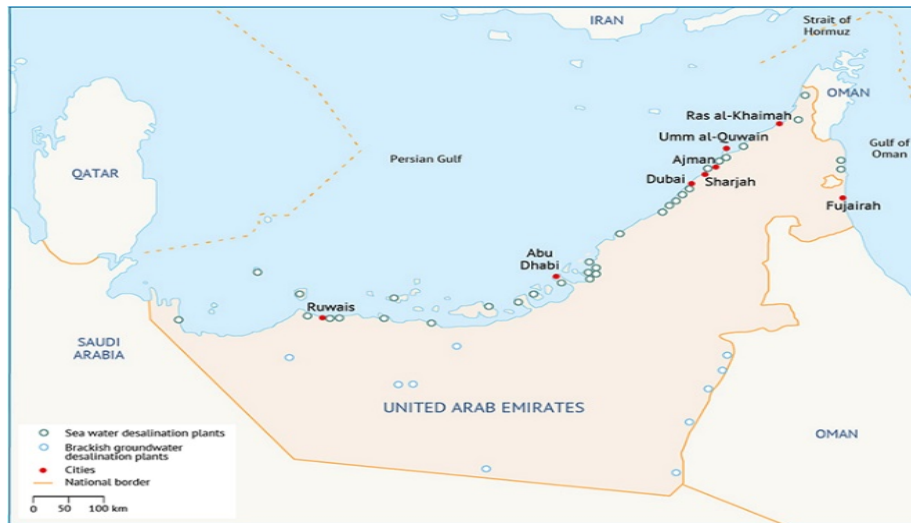 IRAN
Strait of
Hormuz
OMAN
Ras al-Khaimah
Umm al-Quwain
Gulf of
Oman
Persian Gulf
Ajman
QATAR
Dubai
Sharjah
Fujairah
Abu
Dhabi
Ruwais
SAUDI
ARABIA
UNITED ARAB EMIRATES
OMAN
Sea water desalination plants
Brackish groundwater
desalination plants
Cities
National border
0 50 100 km